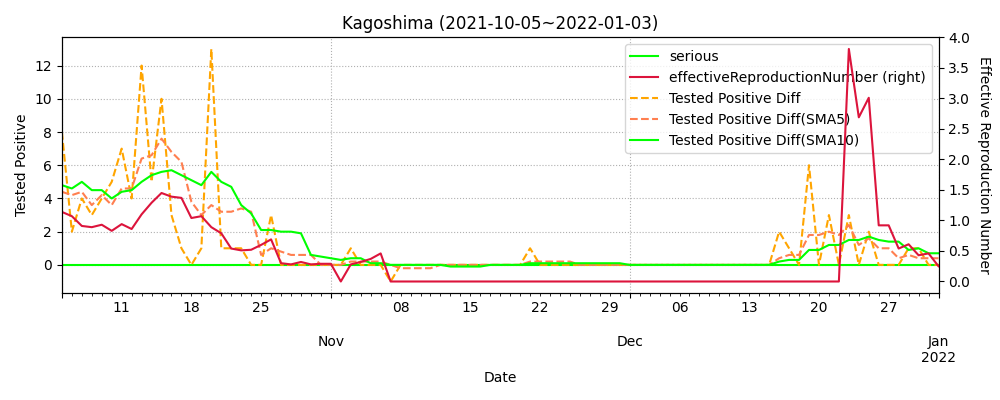 Kagoshima (2021-10-05~2022-01-03)
serious
effectiveReproductionNumber (right)
Tested Positive Diff
Tested Positive Diff(SMA5)
Tested Positive Diff(SMA10)
Tested Positive
12
10
8
6
4
2
0
4.0
3.5
3.0
2.5
2.0
1.5
1.0
0.5
0.0
Effective Reproduction Number
11 18 25 08 15 22 29 06 13 20 27
Nov Dec Jan
2022
Date